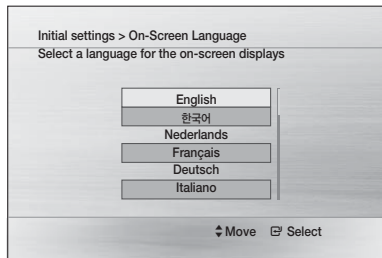 Initial settings > On-Screen Language
Select a language for the on-screen displays
English
한국어
Nederlands
Français
Deutsch
Italiano
Move Select